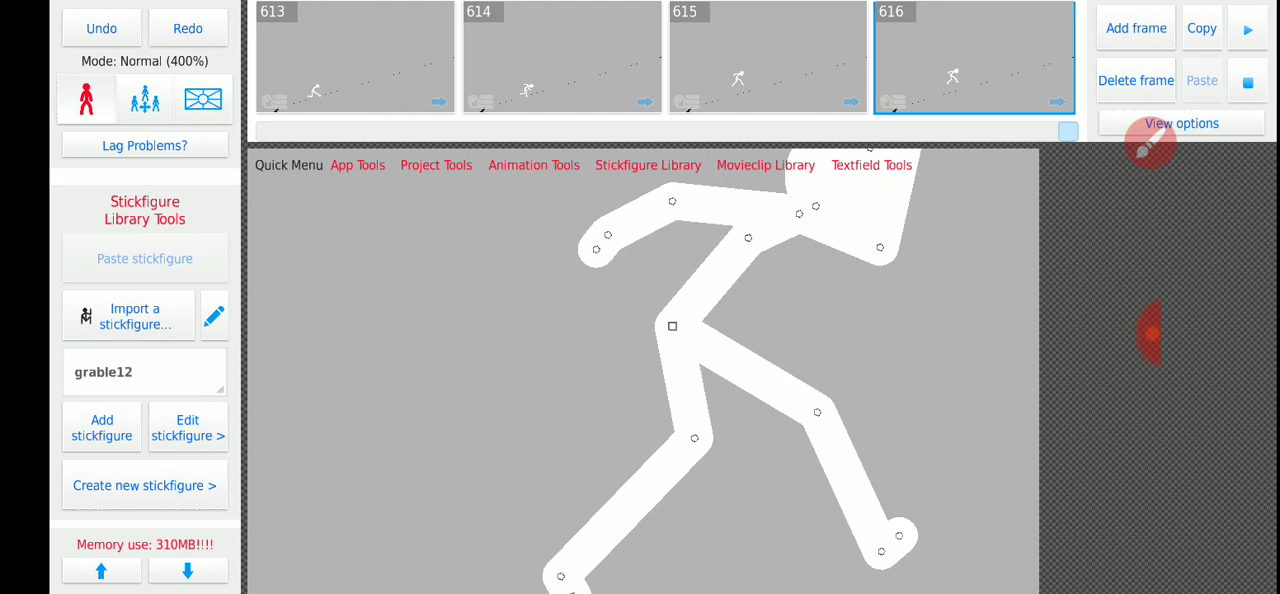 Undo
Redo
Mode: Normal (400%)
Lag Problems?
Stickfigure
Library Tools
Paste stickfigure
Import a
stickfigure...
grable12
Add
stickfigure
Edit
stickfigure >
Create new stickfigure >
Memory use: 310MB!!!!
613
614
615
616
Add frame
Copy
Delete frame
Paste
View options
Quick Menu
App Tools
Project Tools
Animation Tools
Stickfigure Library
Movieclip Library
Textfield Tools